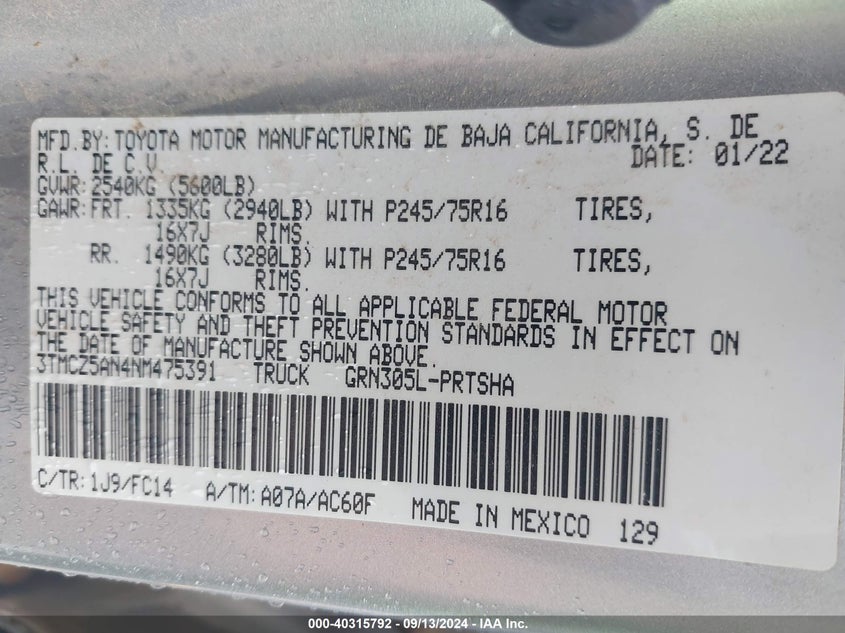 MFD.BY:TOYOTA MOTOR MANUFACTURING DE BAJA CALIFORNIA, S. DE
R.L. DE C.V DATE: 01/22
GVWR:2540KG (5600LB)
GAWR:FRT. 1335KG (2940LB) WITH P245/75R16 TIRES,
16X7J RIMS.
RR. 1490KG (3280LB) WITH P245/75R16 TIRES,
16X7J RIMS.
THIS VEHICLE CONFORMS TO ALL APPLICABLE FEDERAL MOTOR
VEHICLE SAFETY AND THEFT PREVENTION STANDARDS IN EFFECT ON
THE DATE OF MANUFACTURE SHOWN ABOVE.
3TMCZ5AN4NM475391 TRUCK GRN305L-PRTSHA
C/TR:1J9/FC14 A/TM:A07A/AC60F MADE IN MEXICO 129
000-40315792 - 09/13/2024 - IAA Inc.